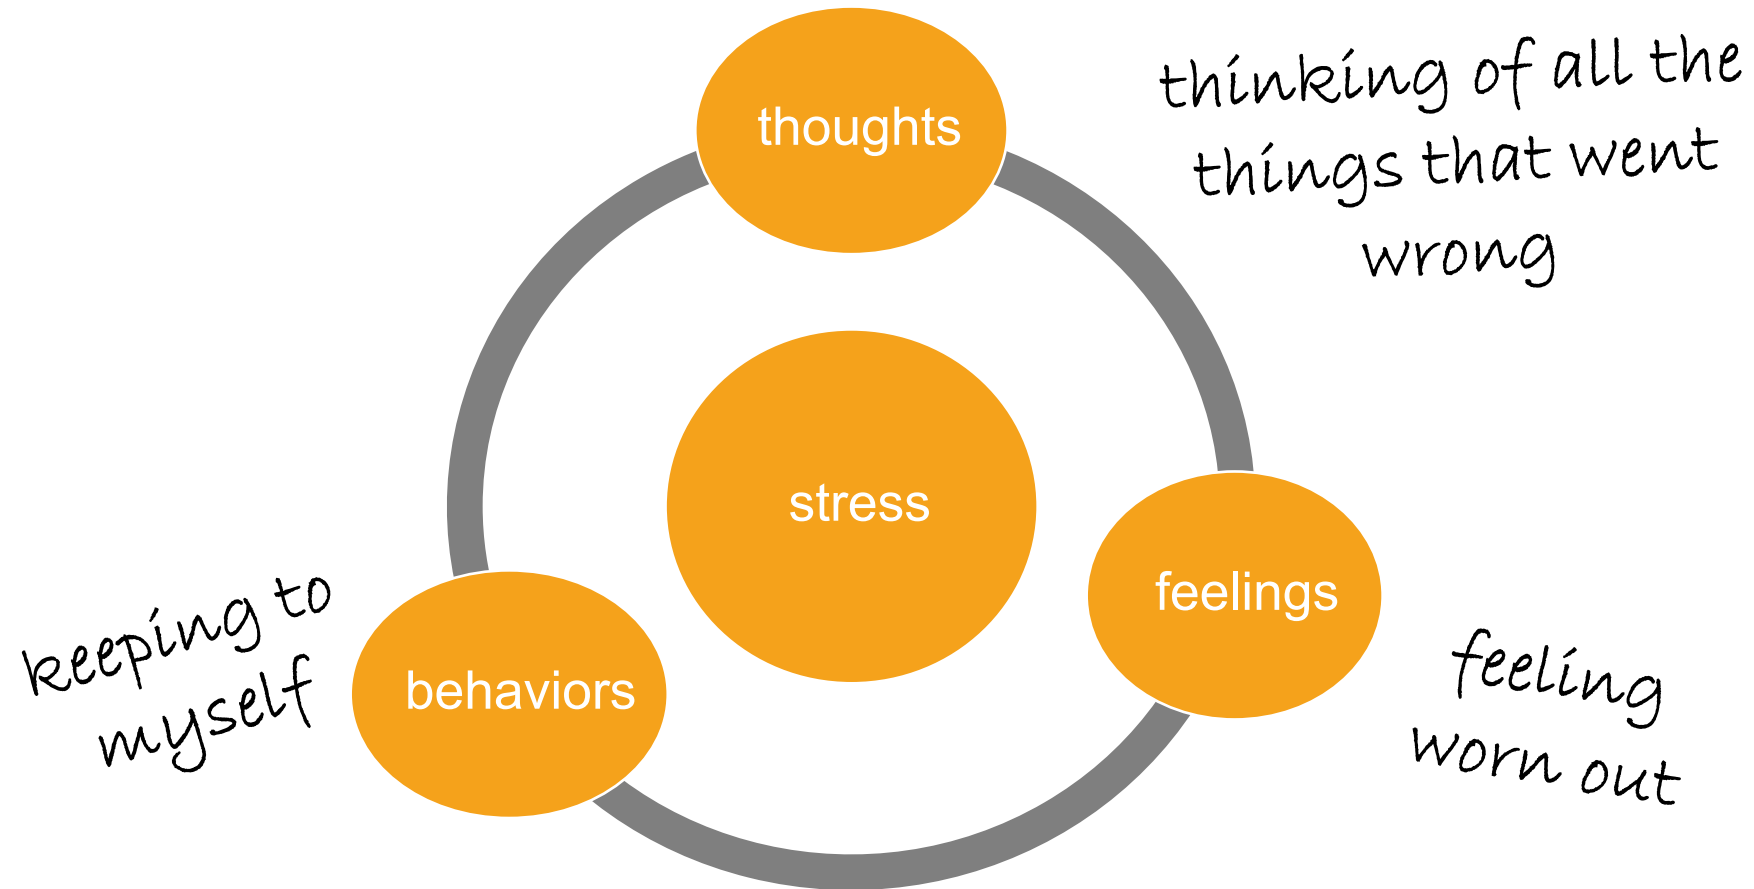 thoughts
thinking of all the
things that went
wrong
stress
feelings
feeling
worn out
behaviors
keeping to
myself